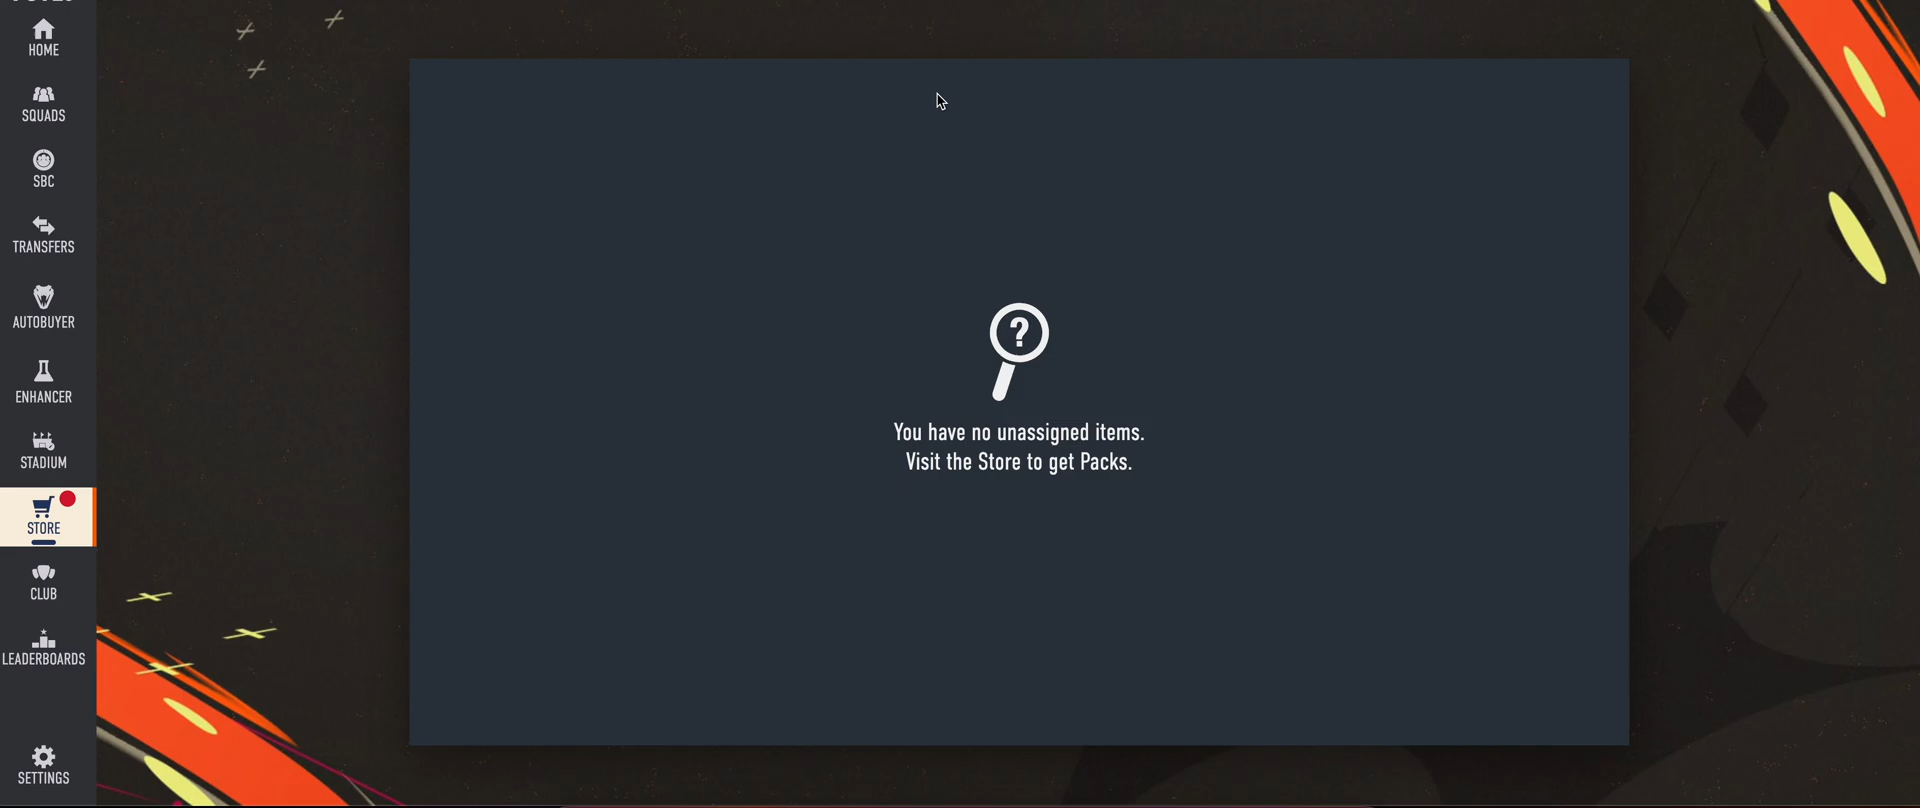 HOME
SQUADS
SBC
TRANSFERS
AUTOBUYER
ENHANCER
STADIUM
STORE
CLUB
LEADERBOARDS
SETTINGS
?
You have no unassigned items.
Visit the Store to get Packs.